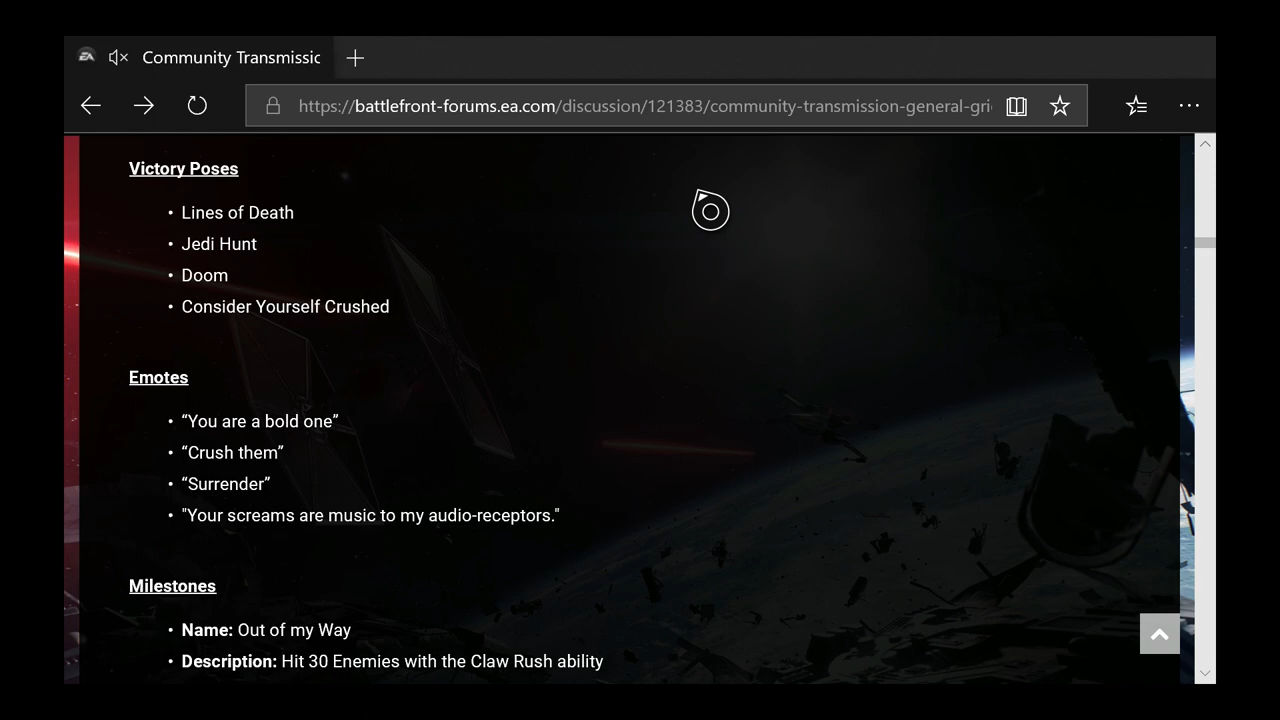 EA
Community Transmissic
https://battlefront-forums.ea.com/discussion/121383/community-transmission-general-gri
Victory Poses
• Lines of Death
• Jedi Hunt
• Doom
• Consider Yourself Crushed
Emotes
• “You are a bold one”
• “Crush them”
• “Surrender”
• "Your screams are music to my audio-receptors."
Milestones
• Name: Out of my Way
• Description: Hit 30 Enemies with the Claw Rush ability